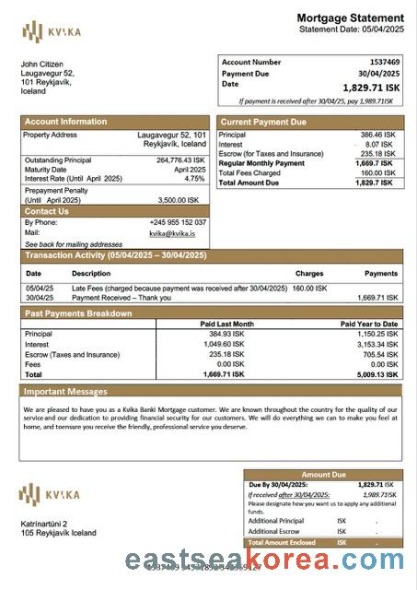 KVIKA
Mortgage Statement
Statement Date: 05/04/2025
John Citizen
Laugavegur 52,
101 Reykjavík,
Iceland
Account Number 1537469
Payment Due 30/04/2025
Date 1,829.71 ISK
If payment is received after 30/04/25, pay 1,989.71ISK
Account Information
Property Address Laugavegur 52, 101
Reykjavík, Iceland
Outstanding Principal 264,776.43 ISK
Maturity Date April 2025
Interest Rate (Until April 2025) 4.75%
Prepayment Penalty
(Until April 2025) 3,500.00 ISK
Contact Us
By Phone: +245 955 152 037
Mail: kvika@kvika.is
See back for mailing addresses
Current Payment Due
Principal 386.46 ISK
Interest 8.07 ISK
Escrow (for Taxes and Insurance) 235.18 ISK
Regular Monthly Payment 1,669.7 ISK
Total Fees Charged 160.00 ISK
Total Amount Due 1,829.7 ISK
Transaction Activity (05/04/2025 – 30/04/2025)
Date Description Charges Payments
05/04/25 Late Fees (charged because payment was received after 30/04/2025) 160.00 ISK
30/04/25 Payment Received – Thank you 1,669.71 ISK
Past Payments Breakdown
Paid Last Month Paid Year to Date
Principal 384.93 ISK 1,150.25 ISK
Interest 1,049.60 ISK 3,153.34 ISK
Escrow (Taxes and Insurance) 235.18 ISK 705.54 ISK
Fees 0.00 ISK 0.00 ISK
Total 1,669.71 ISK 5,009.13 ISK
Important Messages
We are pleased to have you as a Kvika Banki Mortgage customer. We are known throughout the country for the quality of our
service and our dedication to providing financial security for our customers. We will do everything we can to make you feel at
home, and toensure you receive the friendly, professional service you deserve.
KVIKA
Katrínartúni 2
105 Reykjavik Iceland
Amount Due
Due By 30/04/2025: 1,829.71 ISK
If received after 30/04/2025: 1,989.71ISK
Please designate how you want us to apply any additional
funds.
Additional Principal ISK .
Additional Escrow ISK .
Total Amount Enclosed ISK .
eastseakorea.com
1537469